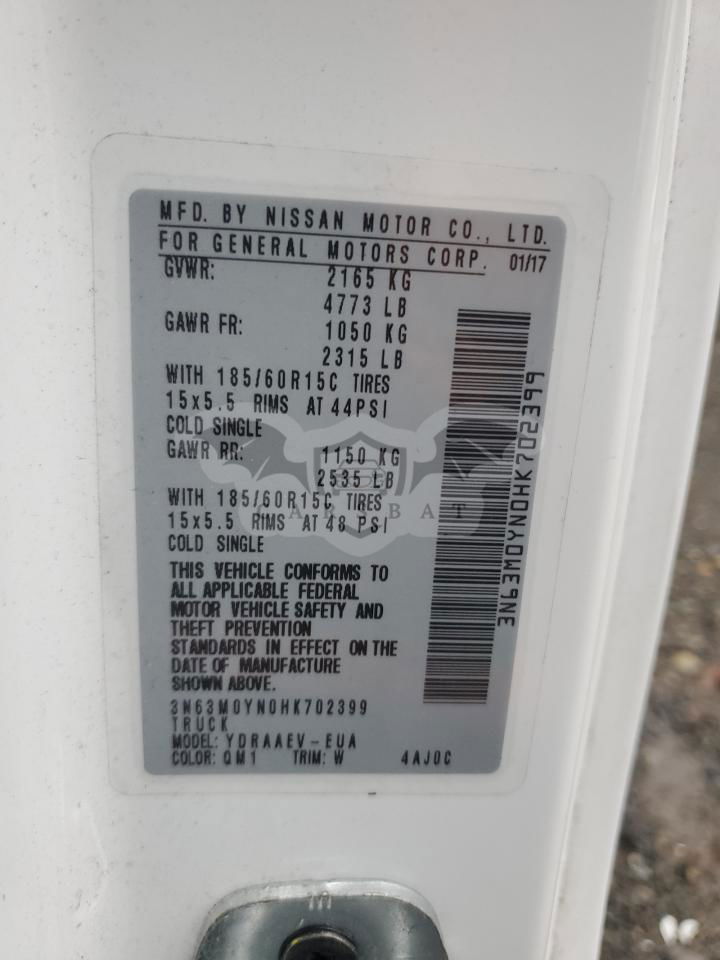 MFD. BY NISSAN MOTOR CO., LTD.
FOR GENERAL MOTORS CORP. 01/17
GVWR: 2165 KG
4773 LB
GAWR FR: 1050 KG
2315 LB
WITH 185/60R15C TIRES
15x5.5 RIMS AT 44PSI
COLD SINGLE
GAWR RR: 1150 KG
2535 LB
WITH 185/60R15C TIRES
15x5.5 RIMS AT 48 PSI
COLD SINGLE
THIS VEHICLE CONFORMS TO
ALL APPLICABLE FEDERAL
MOTOR VEHICLE SAFETY AND
THEFT PREVENTION
STANDARDS IN EFFECT ON THE
DATE OF MANUFACTURE
SHOWN ABOVE.
3N63M0YN0HK702399
TRUCK
MODEL: YDRAAEV-EUA
COLOR: QM1 TRIM: W 4AJ0C
3N63M0YN0HK702399
CARSBAT